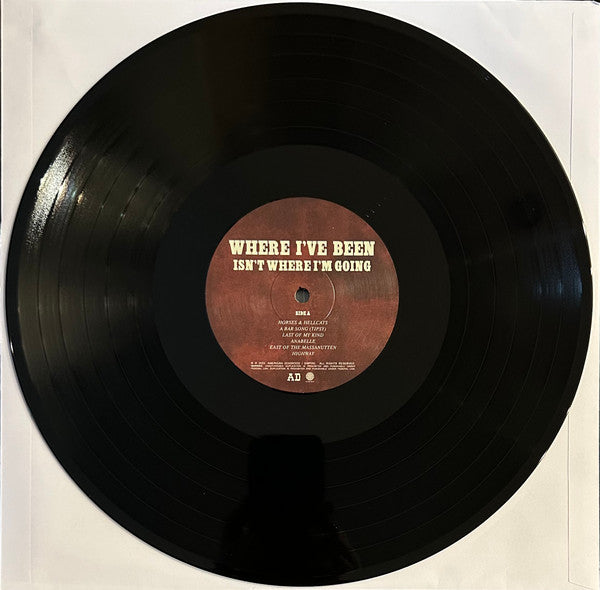 WHERE I'VE BEEN
ISN'T WHERE I'M GOING
SIDE A
HORSES & HELLCATS
A BAR SONG (TIPSY)
LAST OF MY KIND
ANABELLE
EAST OF THE MASSANUTTEN
HIGHWAY
AD